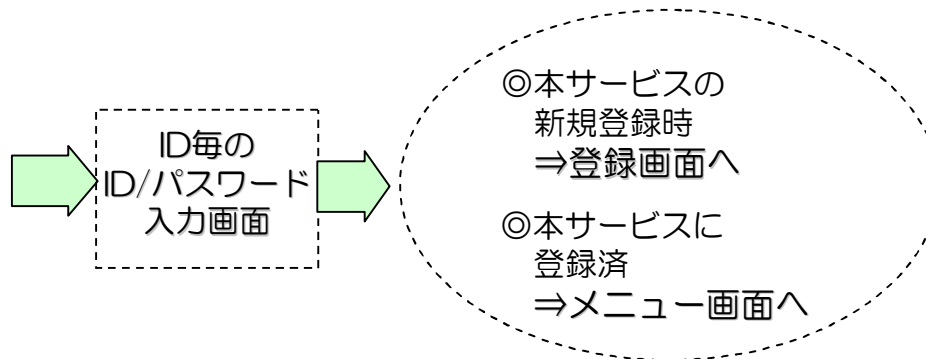 ID毎の
ID/パスワード
入力画面
◎本サービスの
新規登録時
⇒登録画面へ
◎本サービスに
登録済
⇒メニュー画面へ